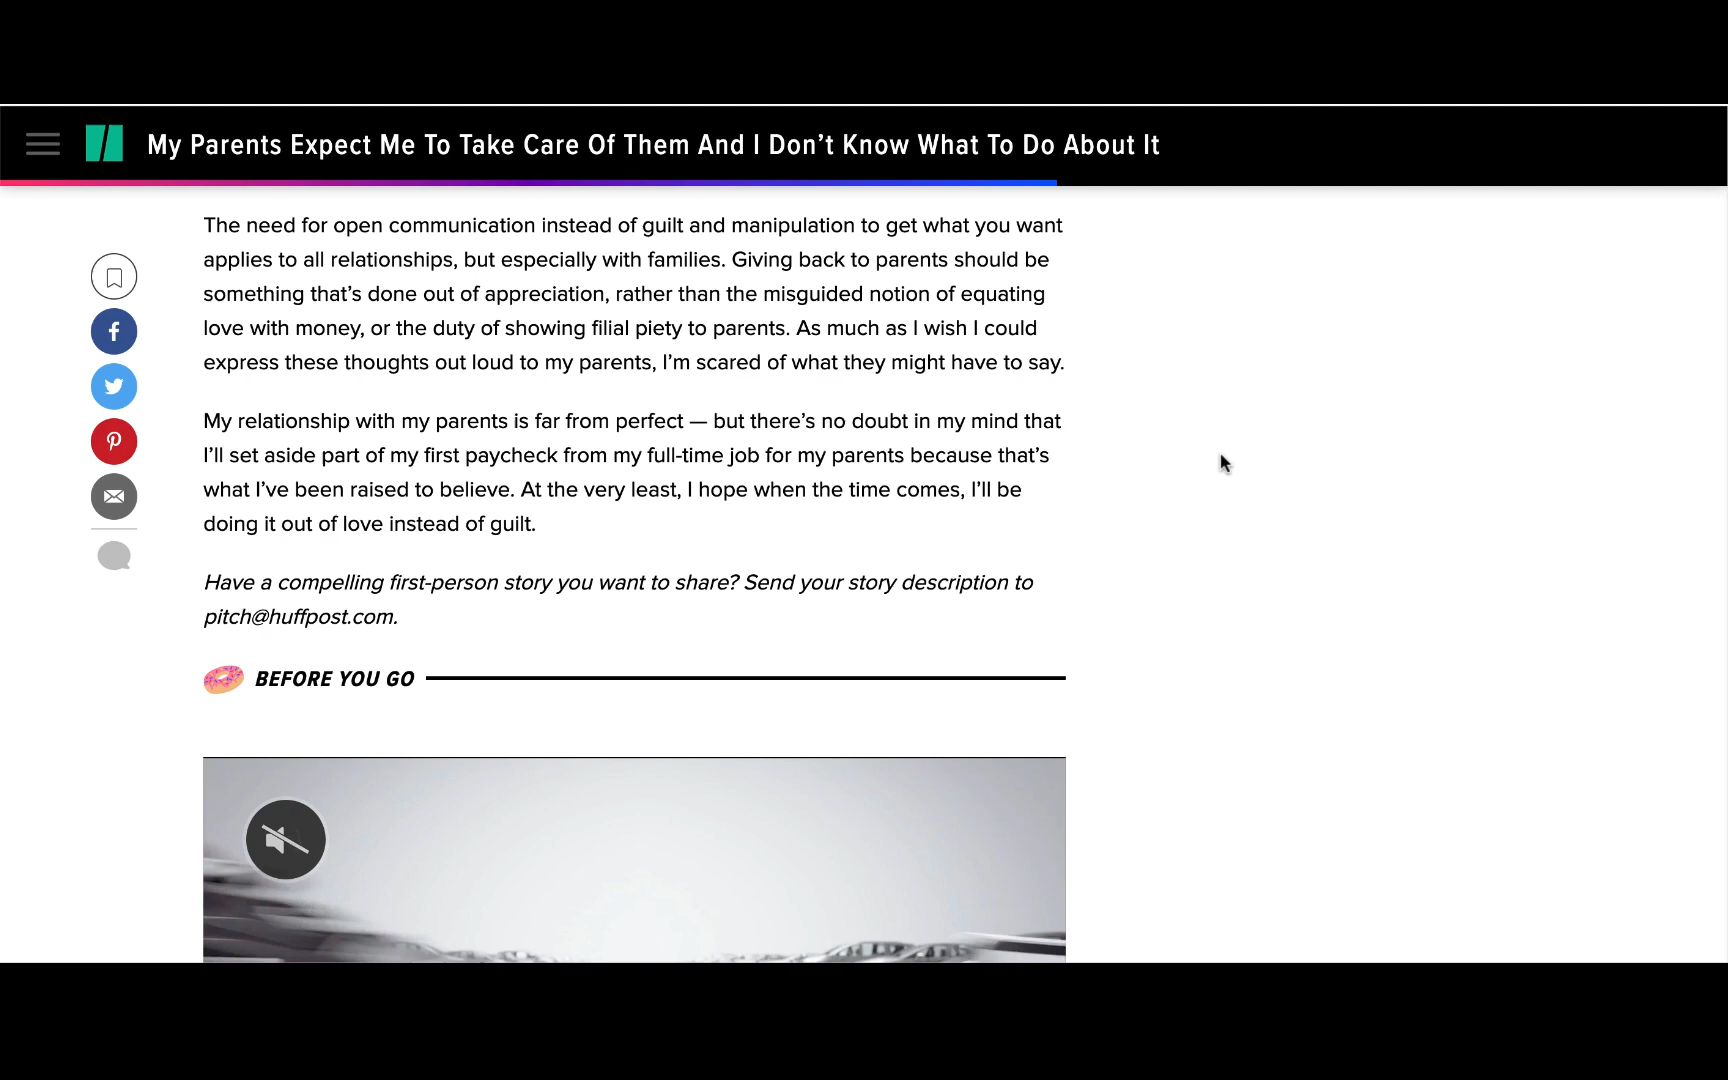 My Parents Expect Me To Take Care Of Them And I Don’t Know What To Do About It
The need for open communication instead of guilt and manipulation to get what you want
applies to all relationships, but especially with families. Giving back to parents should be
something that’s done out of appreciation, rather than the misguided notion of equating
love with money, or the duty of showing filial piety to parents. As much as I wish I could
express these thoughts out loud to my parents, I’m scared of what they might have to say.
My relationship with my parents is far from perfect — but there’s no doubt in my mind that
I’ll set aside part of my first paycheck from my full-time job for my parents because that’s
what I’ve been raised to believe. At the very least, I hope when the time comes, I’ll be
doing it out of love instead of guilt.
Have a compelling first-person story you want to share? Send your story description to
pitch@huffpost.com.
BEFORE YOU GO